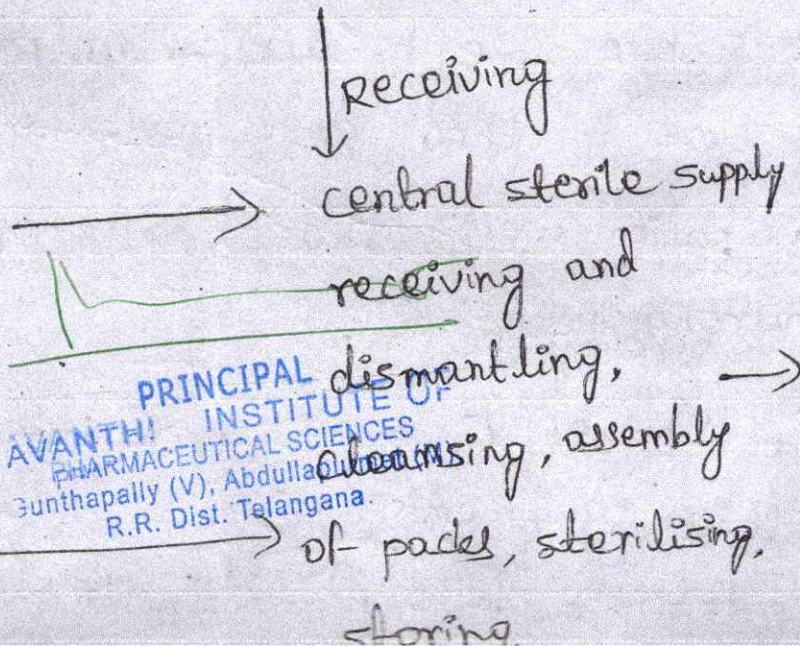 receiving
central sterile supply
receiving and
dismantling,
cleansing, assembly
of packs, sterilising,
storing
PRINCIPAL
AVANTHI INSTITUTE OF
PHARMACEUTICAL SCIENCES
Gunthapally (V),
R.R. Dist. Telangana.